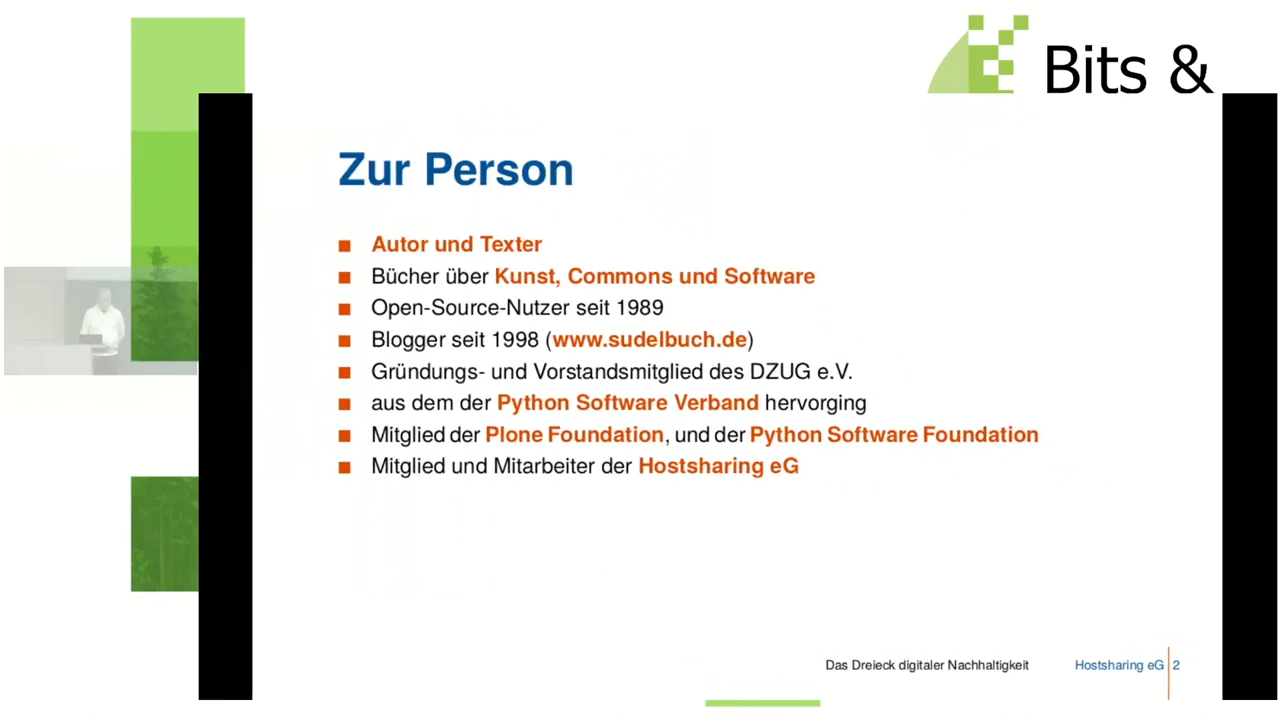 Bits &
Zur Person
Autor und Texter
Bücher über Kunst, Commons und Software
Open-Source-Nutzer seit 1989
Blogger seit 1998 (www.sudelbuch.de)
Gründungs- und Vorstandsmitglied des DZUG e.V.
aus dem der Python Software Verband hervorging
Mitglied der Plone Foundation, und der Python Software Foundation
Mitglied und Mitarbeiter der Hostsharing eG
Das Dreieck digitaler Nachhaltigkeit Hostsharing eG 2